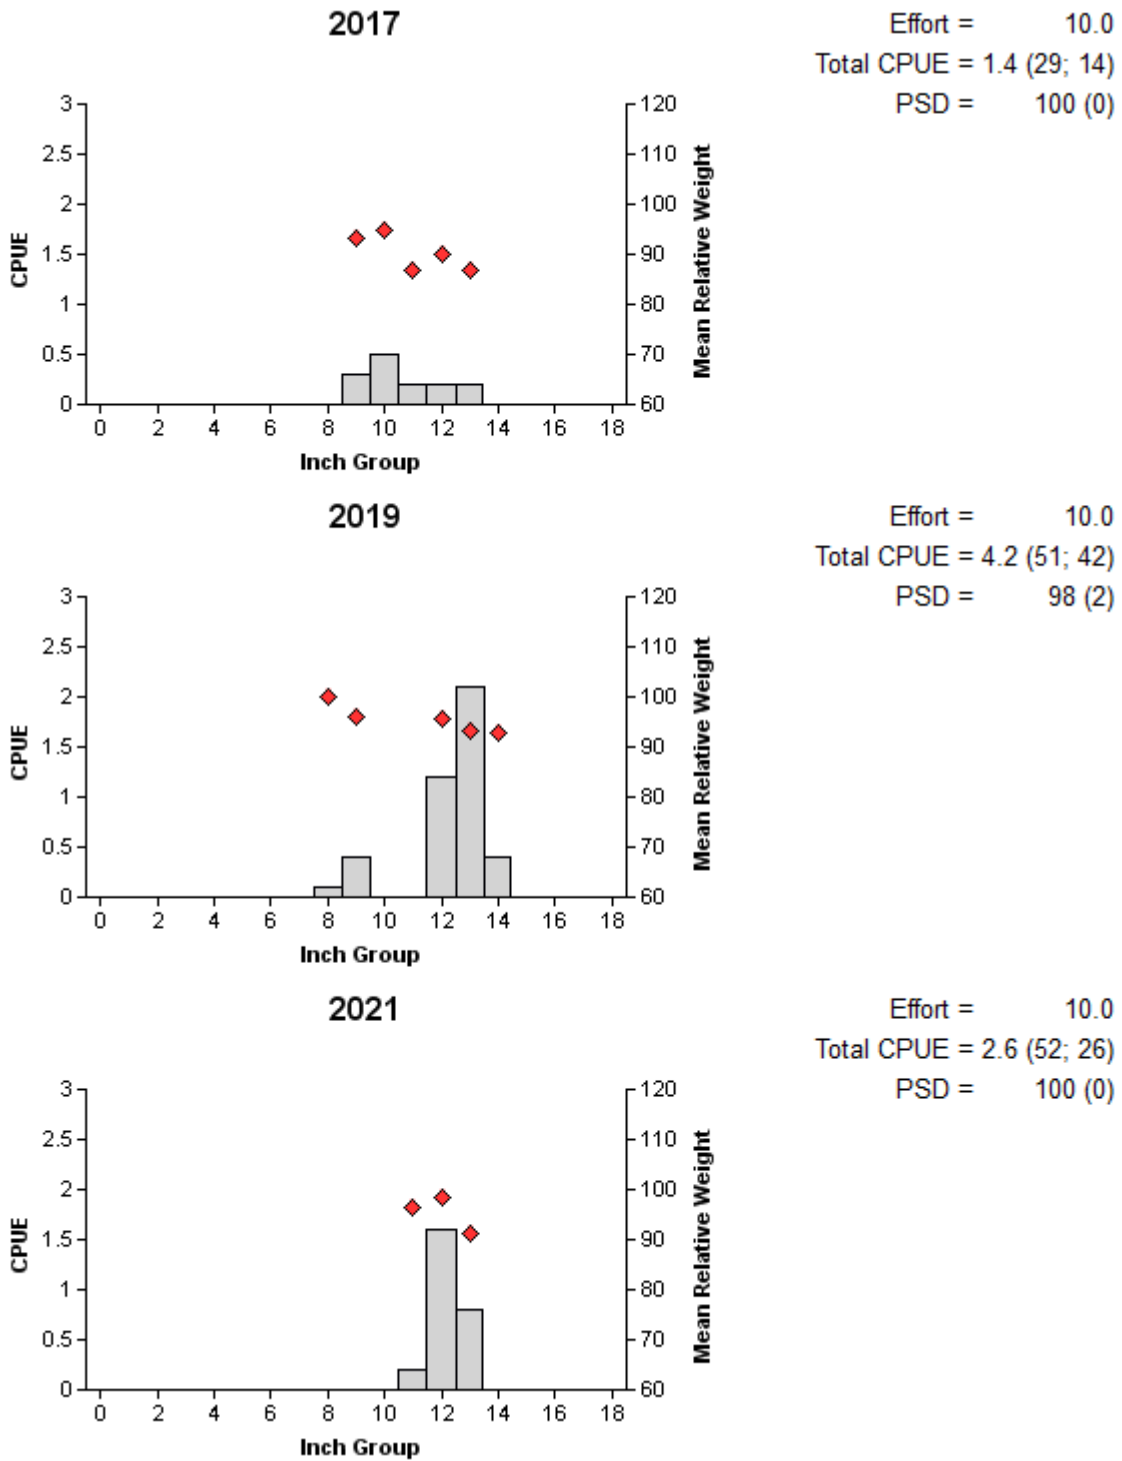 2017
Effort = 10.0
Total CPUE = 1.4 (29; 14)
PSD = 100 (0)
3
2.5
2
1.5
1
0.5
0
CPUE
120
110
100
90
80
70
60
Mean Relative Weight
0 2 4 6 8 10 12 14 16 18
Inch Group
2019
Effort = 10.0
Total CPUE = 4.2 (51; 42)
PSD = 98 (2)
3
2.5
2
1.5
1
0.5
0
CPUE
120
110
100
90
80
70
60
Mean Relative Weight
0 2 4 6 8 10 12 14 16 18
Inch Group
2021
Effort = 10.0
Total CPUE = 2.6 (52; 26)
PSD = 100 (0)
3
2.5
2
1.5
1
0.5
0
CPUE
120
110
100
90
80
70
60
Mean Relative Weight
0 2 4 6 8 10 12 14 16 18
Inch Group